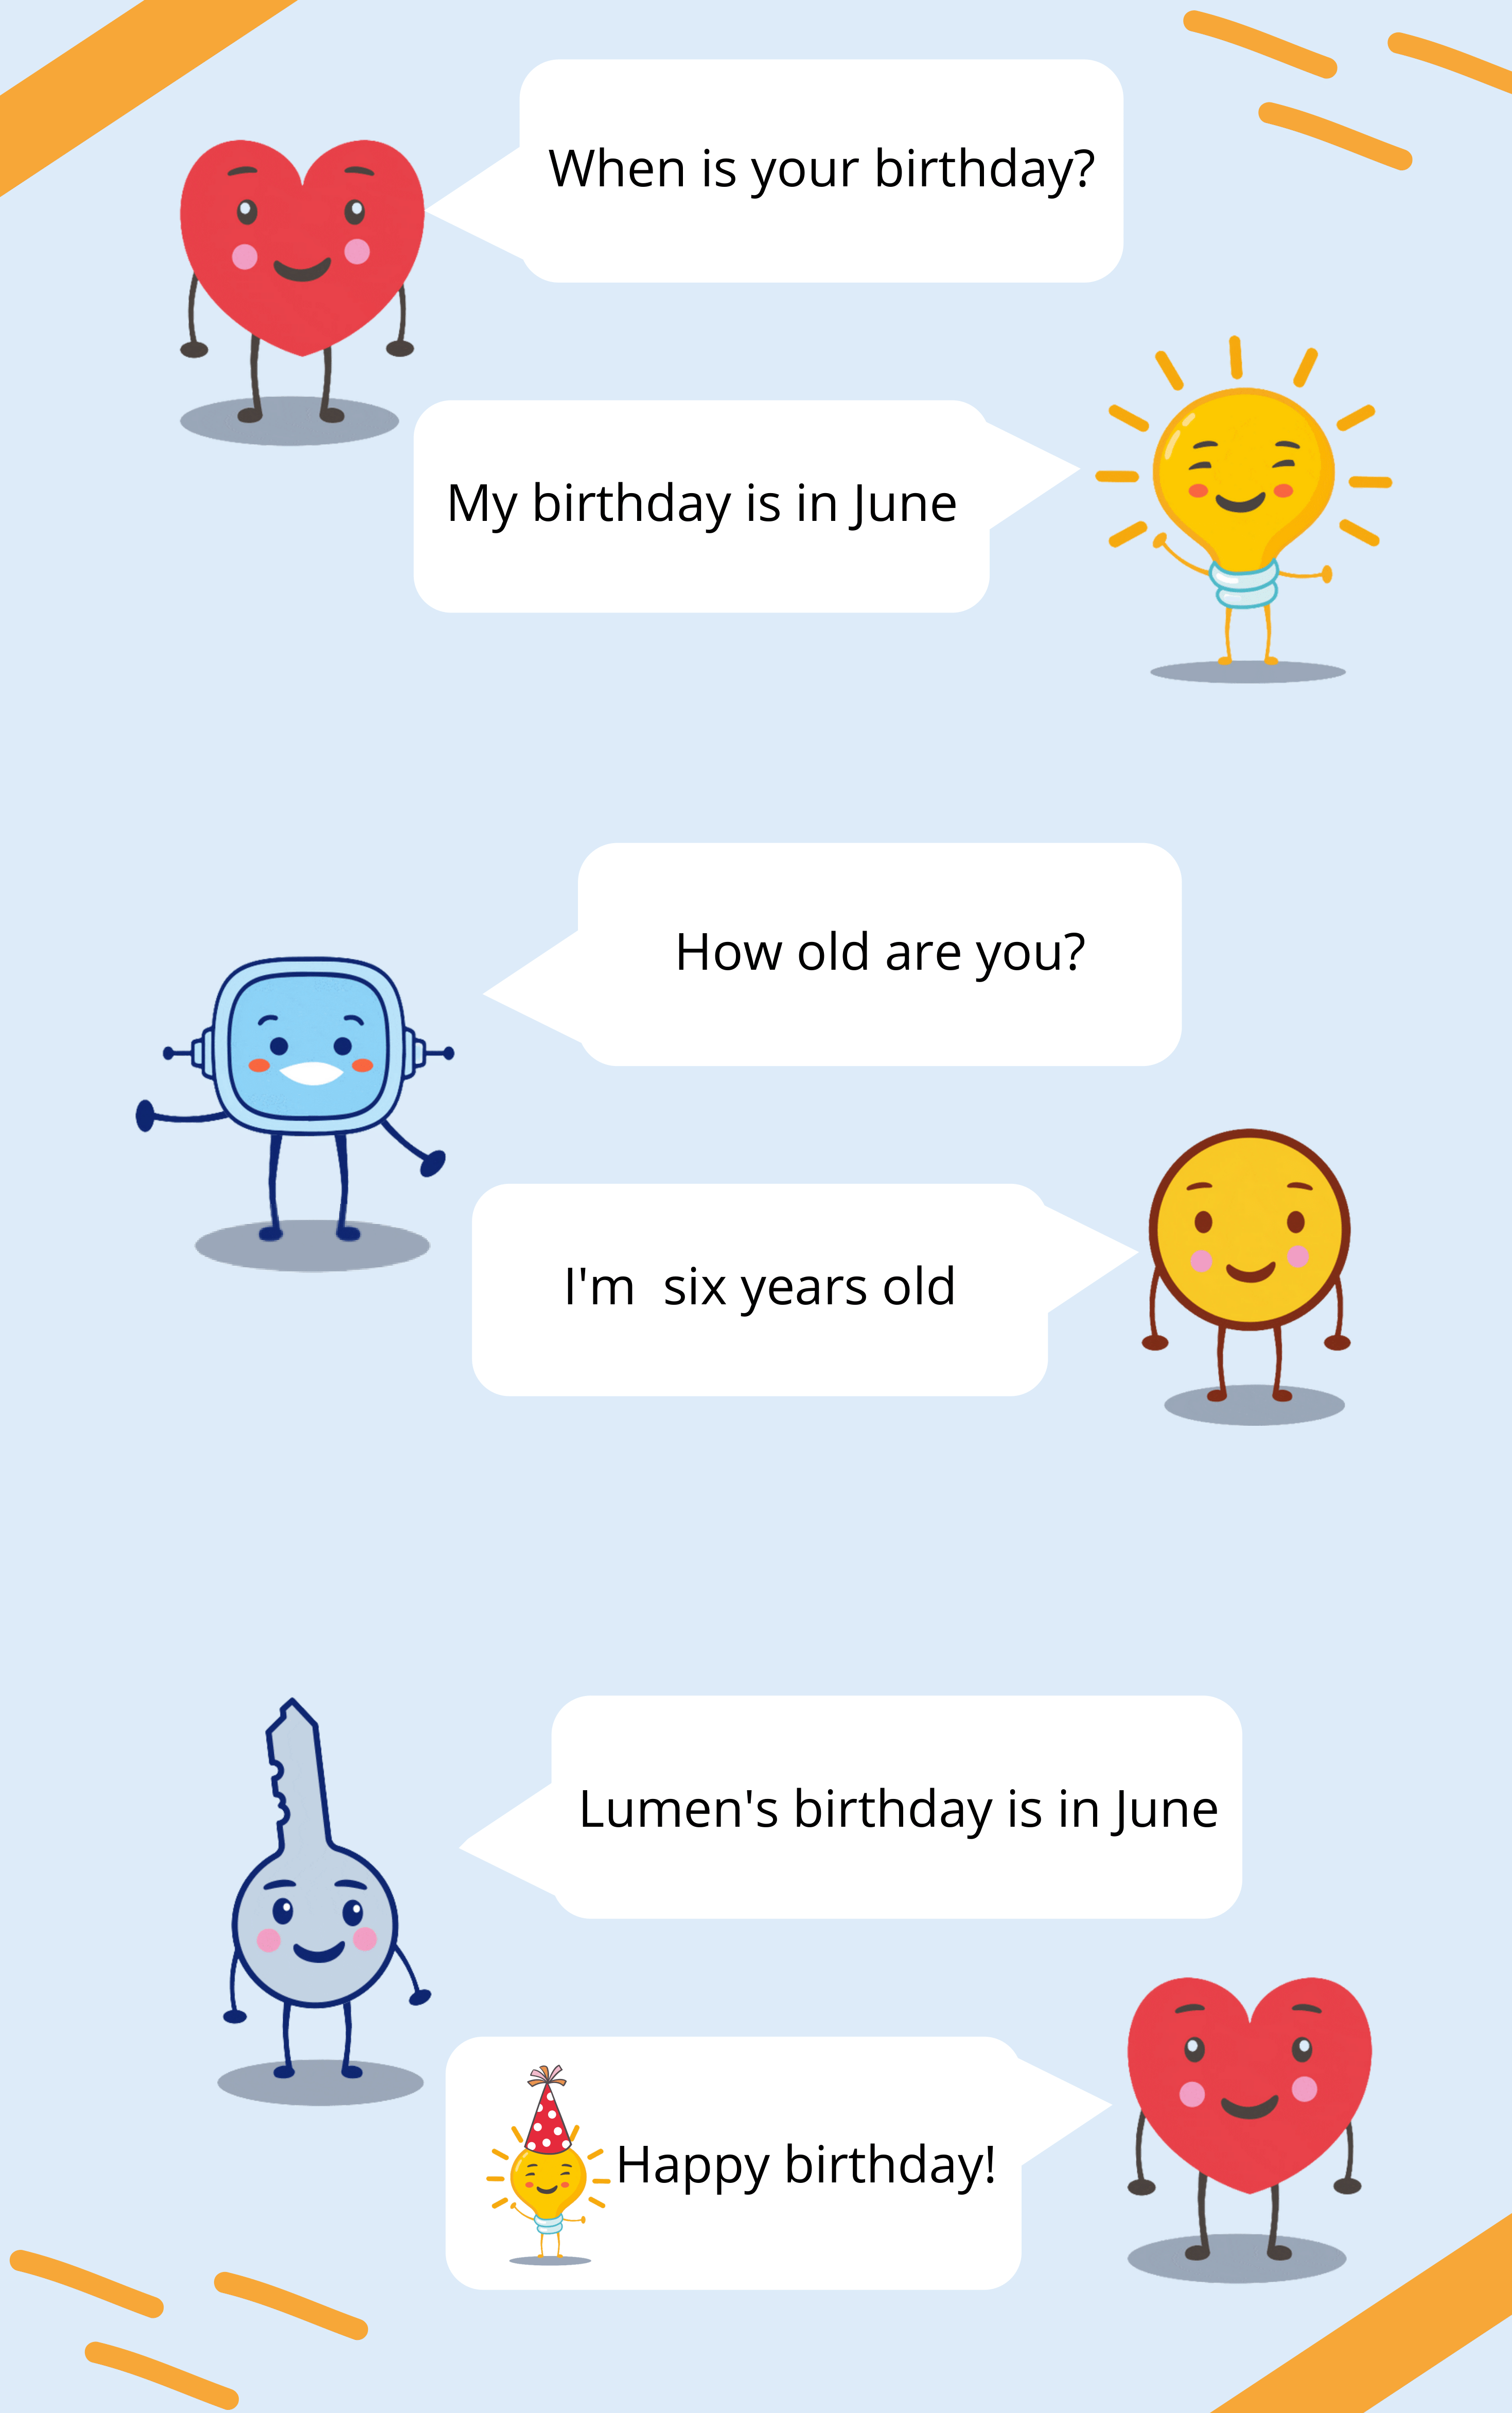 When is your birthday?
My birthday is in June
How old are you?
I'm  six years old
Lumen's birthday is in June
Happy birthday!